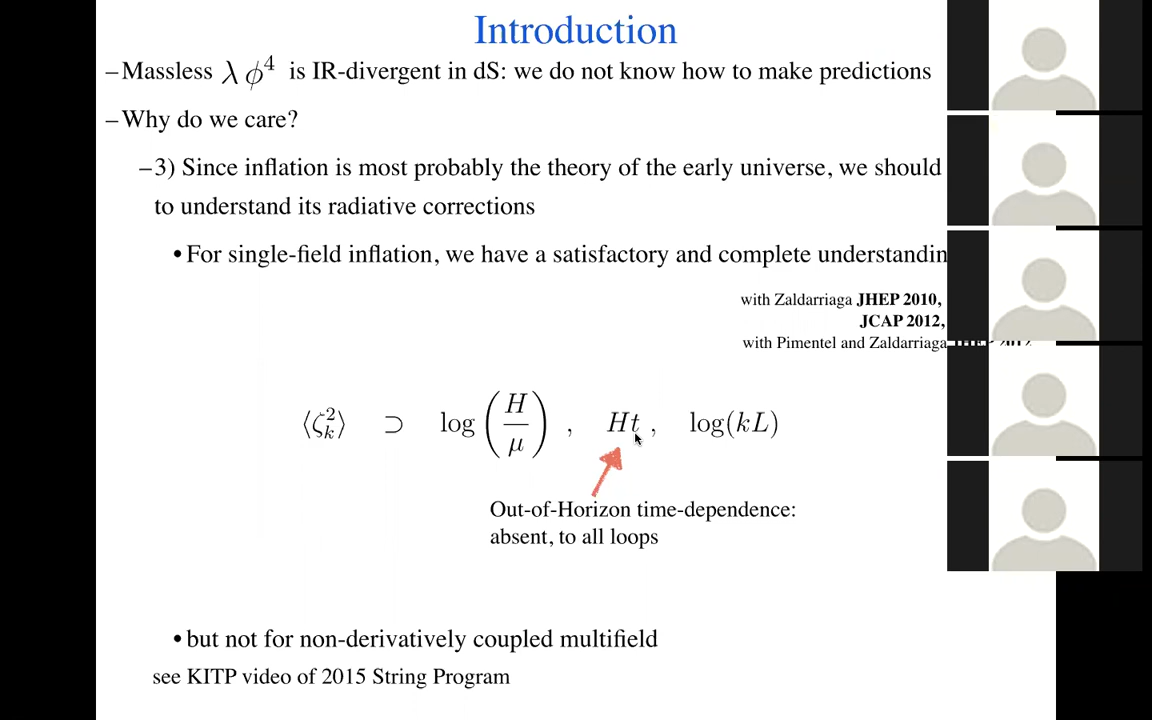 Introduction
– Massless λ ϕ⁴ is IR-divergent in dS: we do not know how to make predictions
– Why do we care?
– 3) Since inflation is most probably the theory of the early universe, we should
to understand its radiative corrections
• For single-field inflation, we have a satisfactory and complete
with Zaldarriaga JHEP 2010,
JCAP 2012,
with Pimentel and Zaldarriaga
⟨ζ_k^2⟩ ⊃ log(H/μ) , Ht , log(kL)
Out-of-Horizon time-dependence:
absent, to all loops
• but not for non-derivatively coupled multifield
see KITP video of 2015 String Program